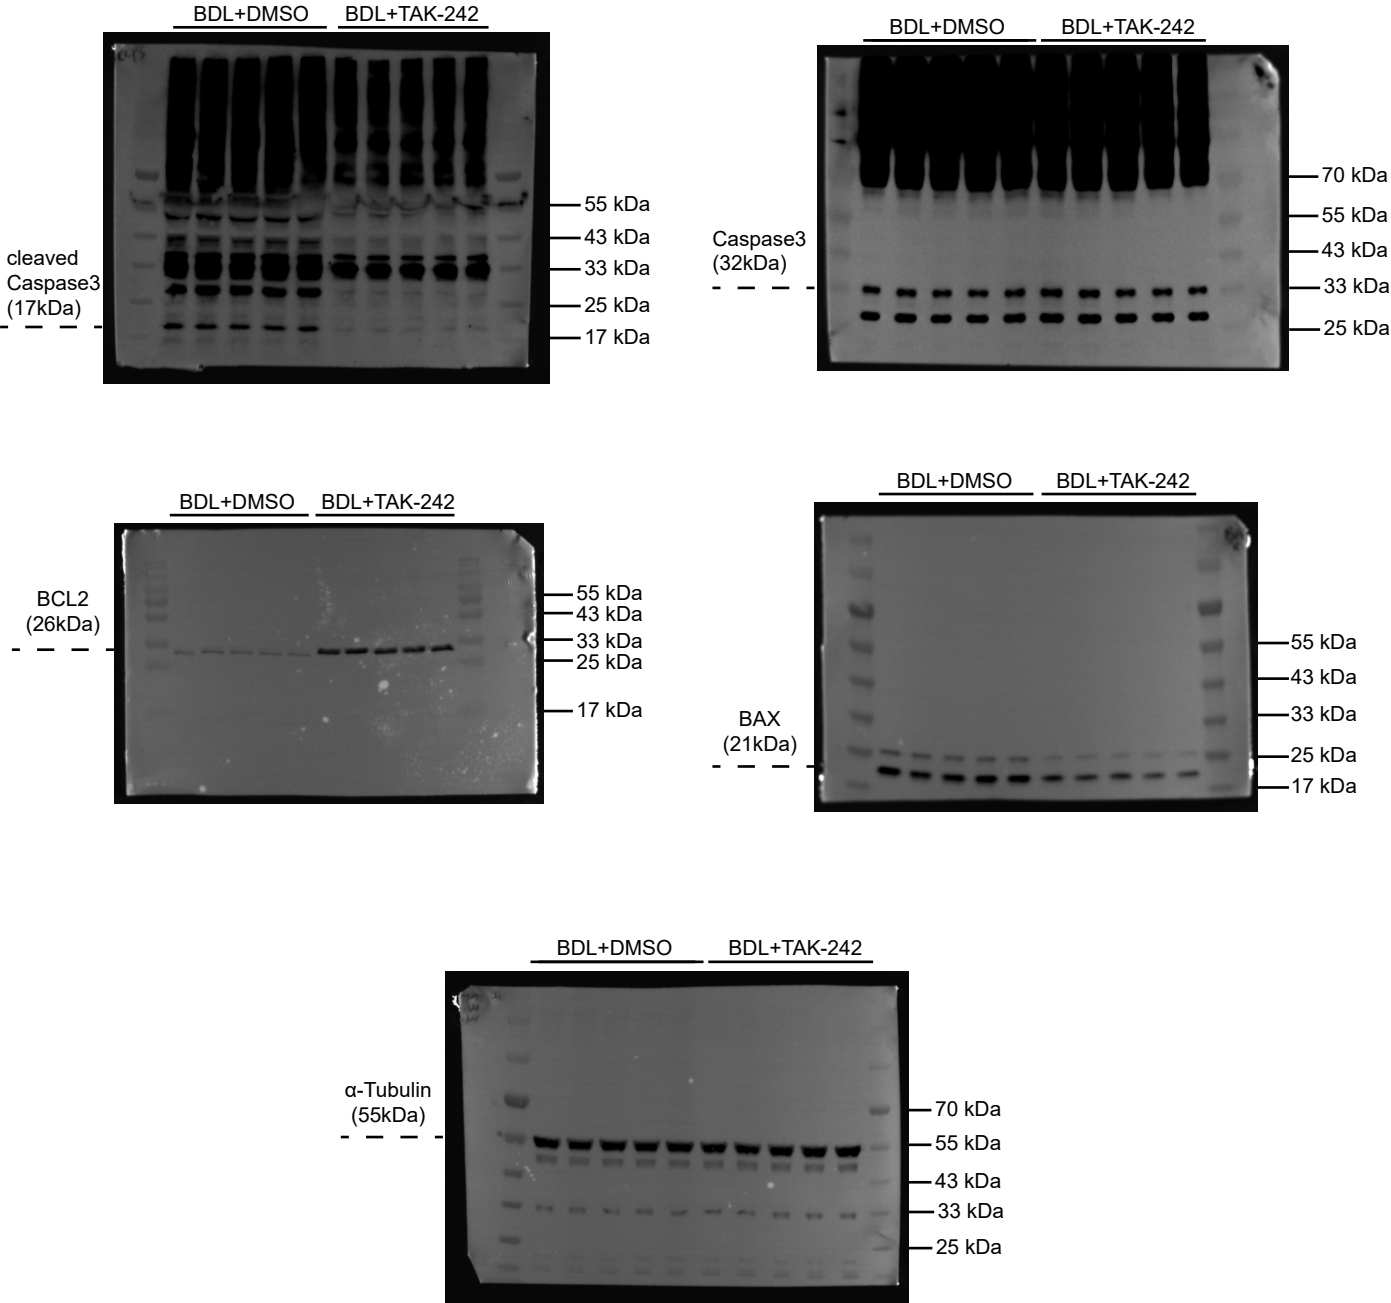 BDL+DMSO BDL+TAK-242
55 kDa
43 kDa
33 kDa
25 kDa
17 kDa
cleaved
Caspase3
(17kDa)
BDL+DMSO BDL+TAK-242
70 kDa
55 kDa
43 kDa
33 kDa
25 kDa
Caspase3
(32kDa)
BDL+DMSO BDL+TAK-242
55 kDa
43 kDa
33 kDa
25 kDa
17 kDa
BCL2
(26kDa)
BDL+DMSO BDL+TAK-242
55 kDa
43 kDa
33 kDa
25 kDa
17 kDa
BAX
(21kDa)
BDL+DMSO BDL+TAK-242
70 kDa
55 kDa
43 kDa
33 kDa
25 kDa
α-Tubulin
(55kDa)